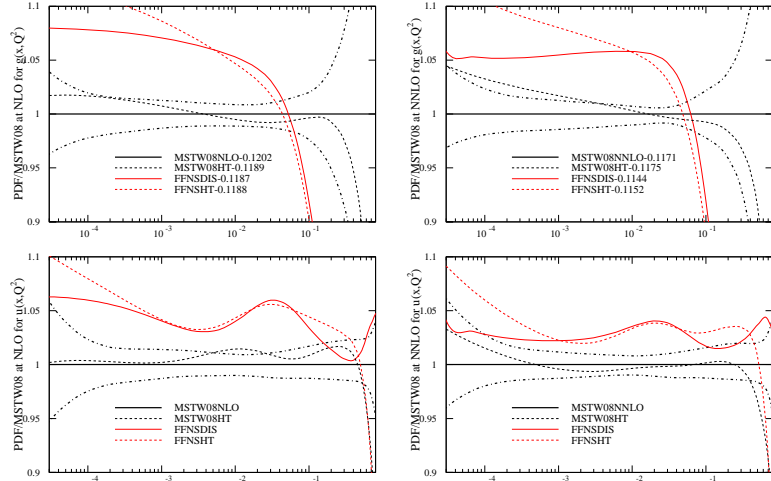 PDF/MSTW08 at NLO for g(x,Q²)
1.1
1.05
1
0.95
0.9
MSTW08NLO-0.1202
MSTW08HT-0.1189
FFNSDIS-0.1187
FFNSHT-0.1188
10⁻⁴ 10⁻³ 10⁻² 10⁻¹
PDF/MSTW08 at NNLO for g(x,Q²)
1.1
1.05
1
0.95
0.9
MSTW08NNLO-0.1171
MSTW08HT-0.1175
FFNSDIS-0.1144
FFNSHT-0.1152
10⁻⁴ 10⁻³ 10⁻² 10⁻¹
PDF/MSTW08 at NLO for u(x,Q²)
1.1
1.05
1
0.95
0.9
MSTW08NLO
MSTW08HT
FFNSDIS
FFNSHT
-4 -3 -2 -1
PDF/MSTW08 at NNLO for u(x,Q²)
1.1
1.05
1
0.95
0.9
MSTW08NNLO
MSTW08HT
FFNSDIS
FFNSHT
-4 -3 -2 -1